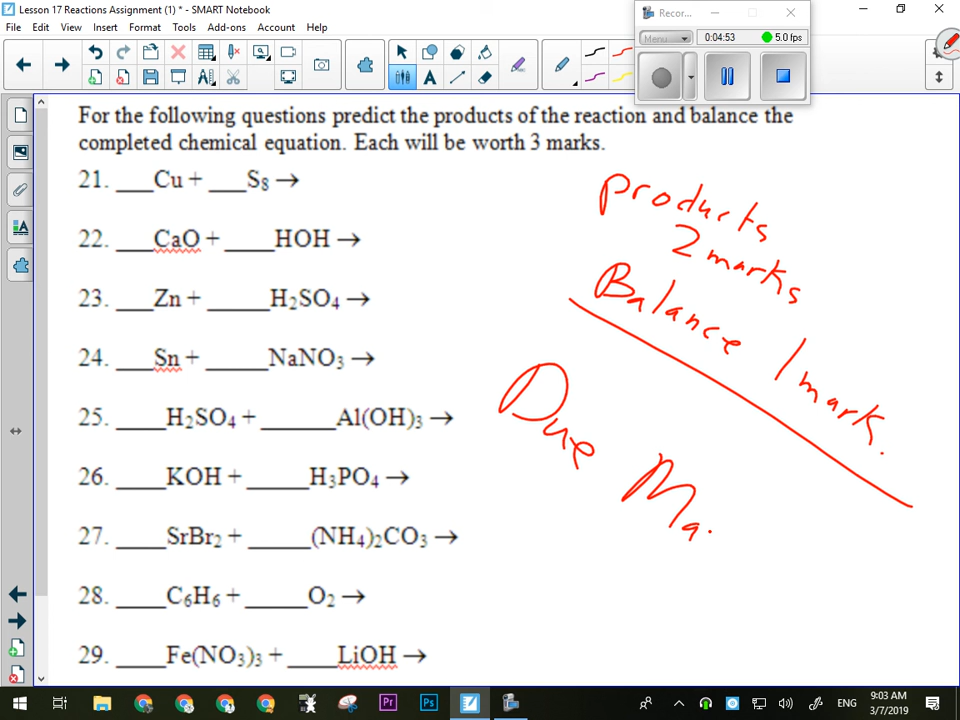 Lesson 17 Reactions Assignment (1) * - SMART Notebook
Recor...
File Edit View Insert Format Tools Add-ons Account Help
Menu 0:04:53 5.0 fps
For the following questions predict the products of the reaction and balance the
completed chemical equation. Each will be worth 3 marks.
21. ___Cu + ___S₈ →
22. ___CaO + ____HOH →
23. ___Zn + _____H₂SO₄ →
24. ___Sn + _____NaNO₃ →
25. ____H₂SO₄ + ______Al(OH)₃ →
26. ____KOH + _____H₃PO₄ →
27. ____SrBr₂ + _____(NH₄)₂CO₃ →
28. ____C₆H₆ + _____O₂ →
29. ____Fe(NO₃)₃ + ____LiOH →
products
2 marks
Balance 1 mark.
Due Ma.
ENG
9:03 AM
3/7/2019